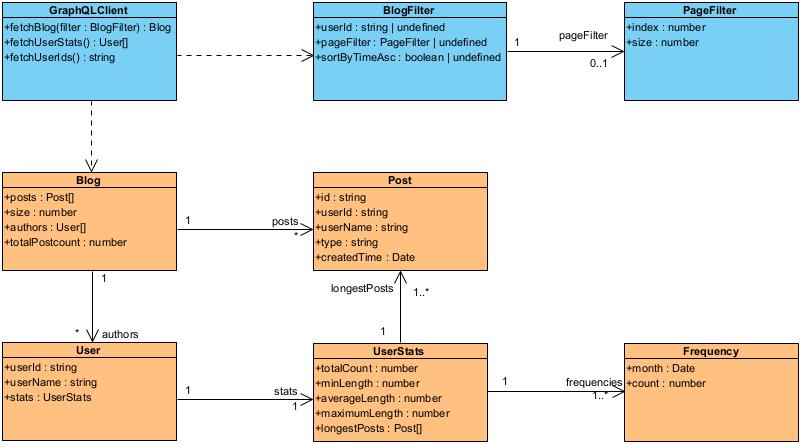 GraphQLClient
+fetchBlog(filter : BlogFilter) : Blog
+fetchUserStats() : User[]
+fetchUserIds() : string
BlogFilter
+userId : string | undefined
+pageFilter : PageFilter | undefined
+sortByTimeAsc : boolean | undefined
1
pageFilter
0..1
PageFilter
+index : number
+size : number
Blog
+posts : Post[]
+size : number
+authors : User[]
+totalPostcount : number
1
posts
*
Post
+id : string
+userId : string
+userName : string
+type : string
+createdTime : Date
1
*
authors
longestPosts
1..*
1
User
+userId : string
+userName : string
+stats : UserStats
1
stats
1
UserStats
+totalCount : number
+minLength : number
+averageLength : number
+maximumLength : number
+longestPosts : Post[]
1
frequencies
1..*
Frequency
+month : Date
+count : number